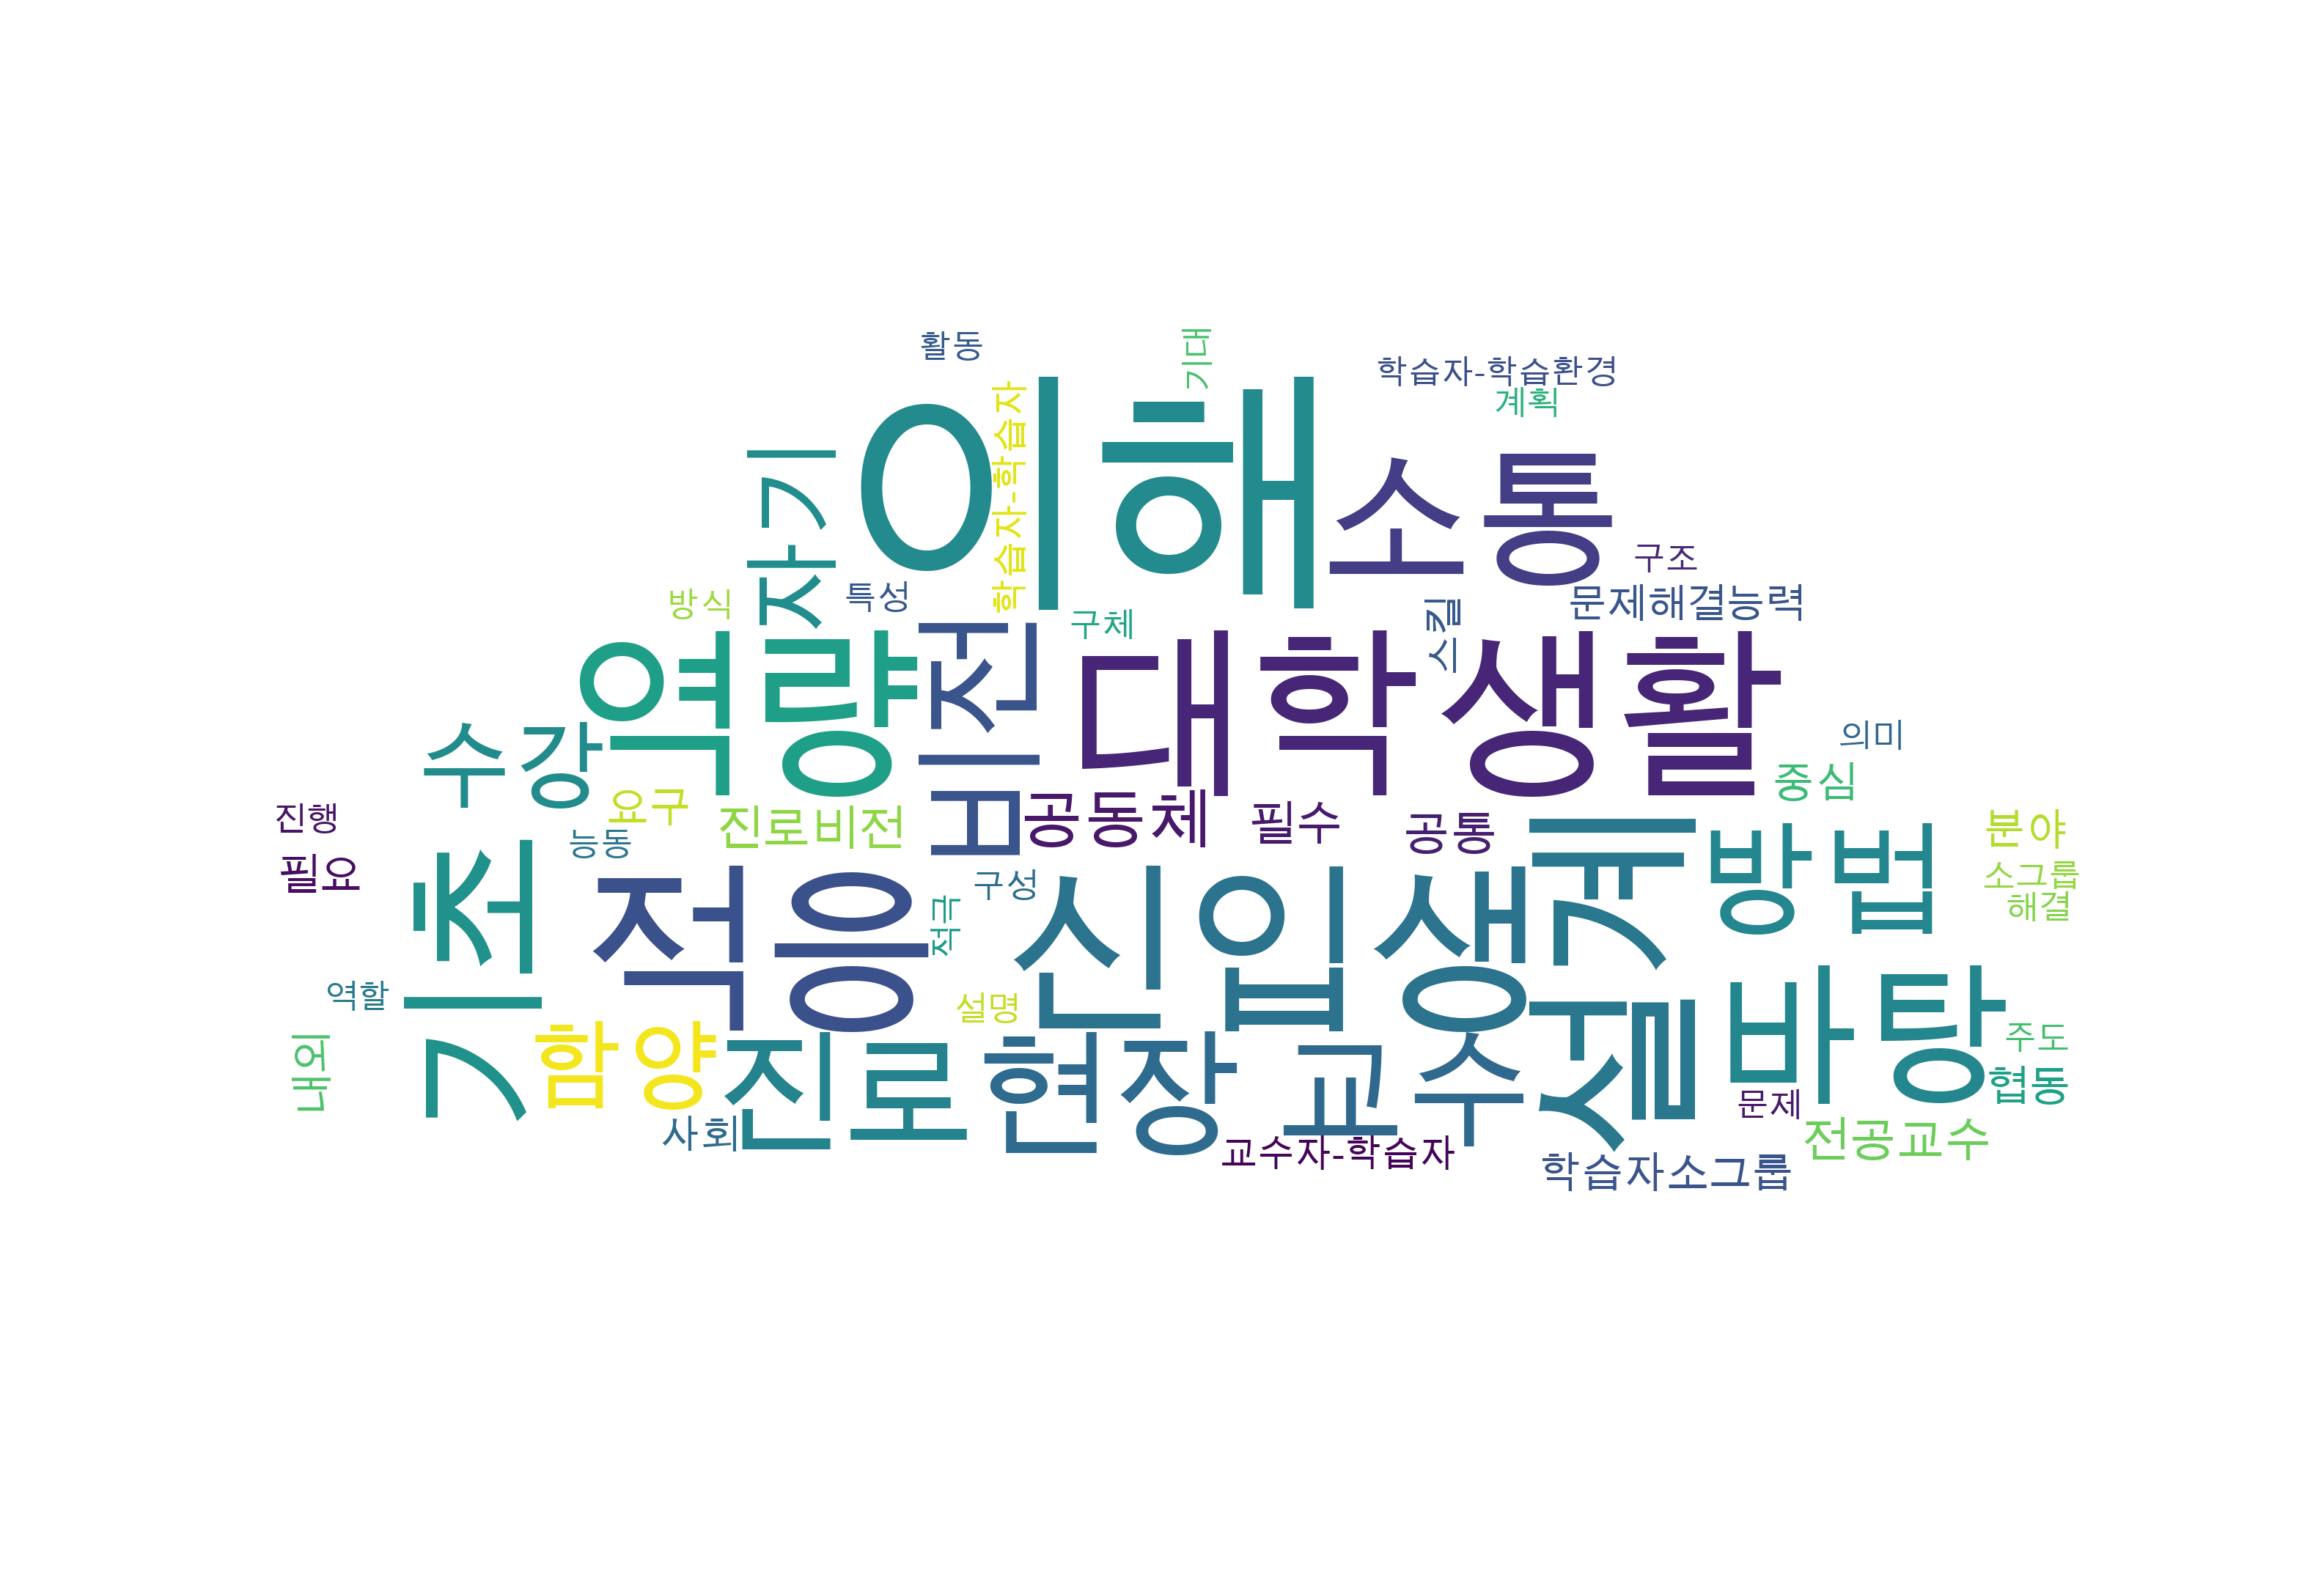 활동
기대
학습자-학습환경
계획
이해
학습자-학습자
자기
소통
구조
방식
특성
구체
스킬
문제해결능력
역량
비전
대학생활
수강
의미
중심
요구
진로비전
공동체
필수
공통
진행
능동
필요
설계
방법
분야
소그룹
해결
기초
적응
적극
구성
신입생
역할
설명
바탕
내외
함양
진로
현장
교수
주도
협동
문제
사회
교수자-학습자
전공교수
학습자소그룹